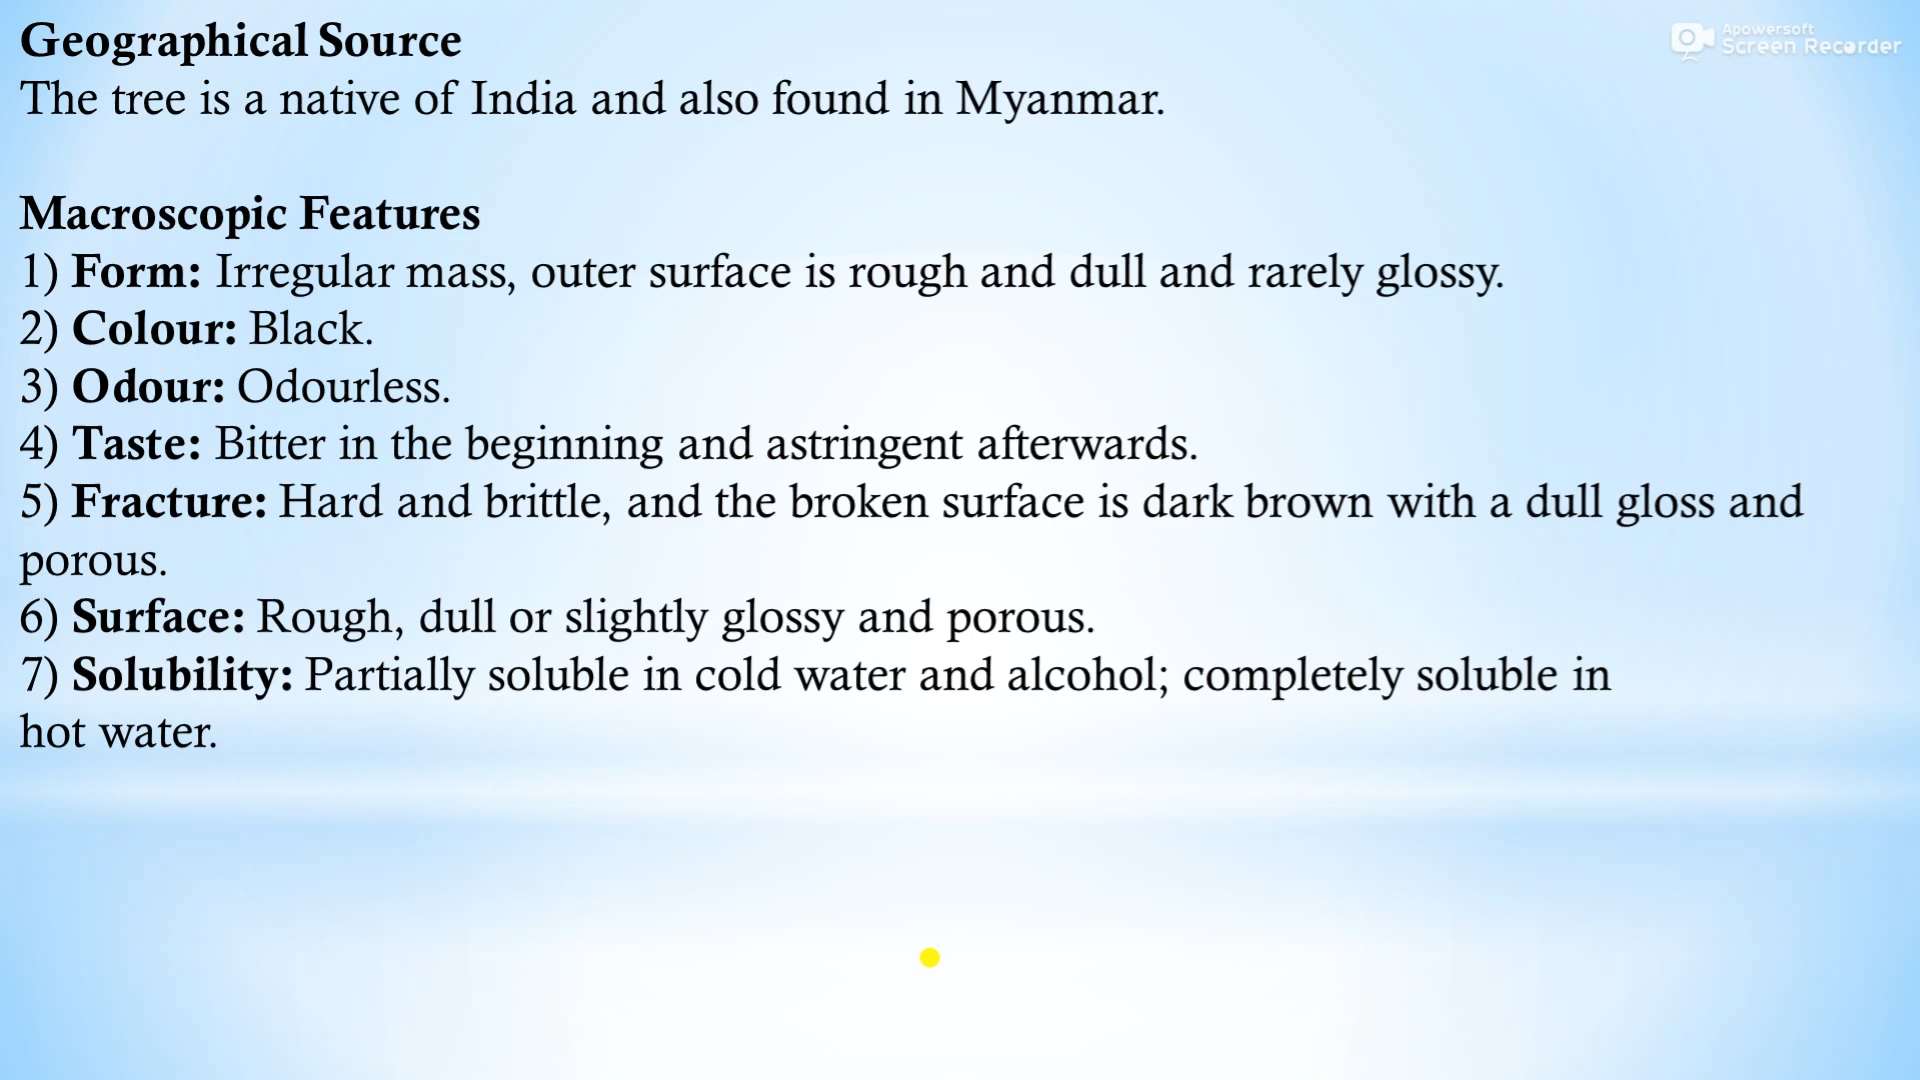 Geographical Source
Apowersoft
Screen Recorder
The tree is a native of India and also found in Myanmar.
Macroscopic Features
1) Form: Irregular mass, outer surface is rough and dull and rarely glossy.
2) Colour: Black.
3) Odour: Odourless.
4) Taste: Bitter in the beginning and astringent afterwards.
5) Fracture: Hard and brittle, and the broken surface is dark brown with a dull gloss and
porous.
6) Surface: Rough, dull or slightly glossy and porous.
7) Solubility: Partially soluble in cold water and alcohol; completely soluble in
hot water.